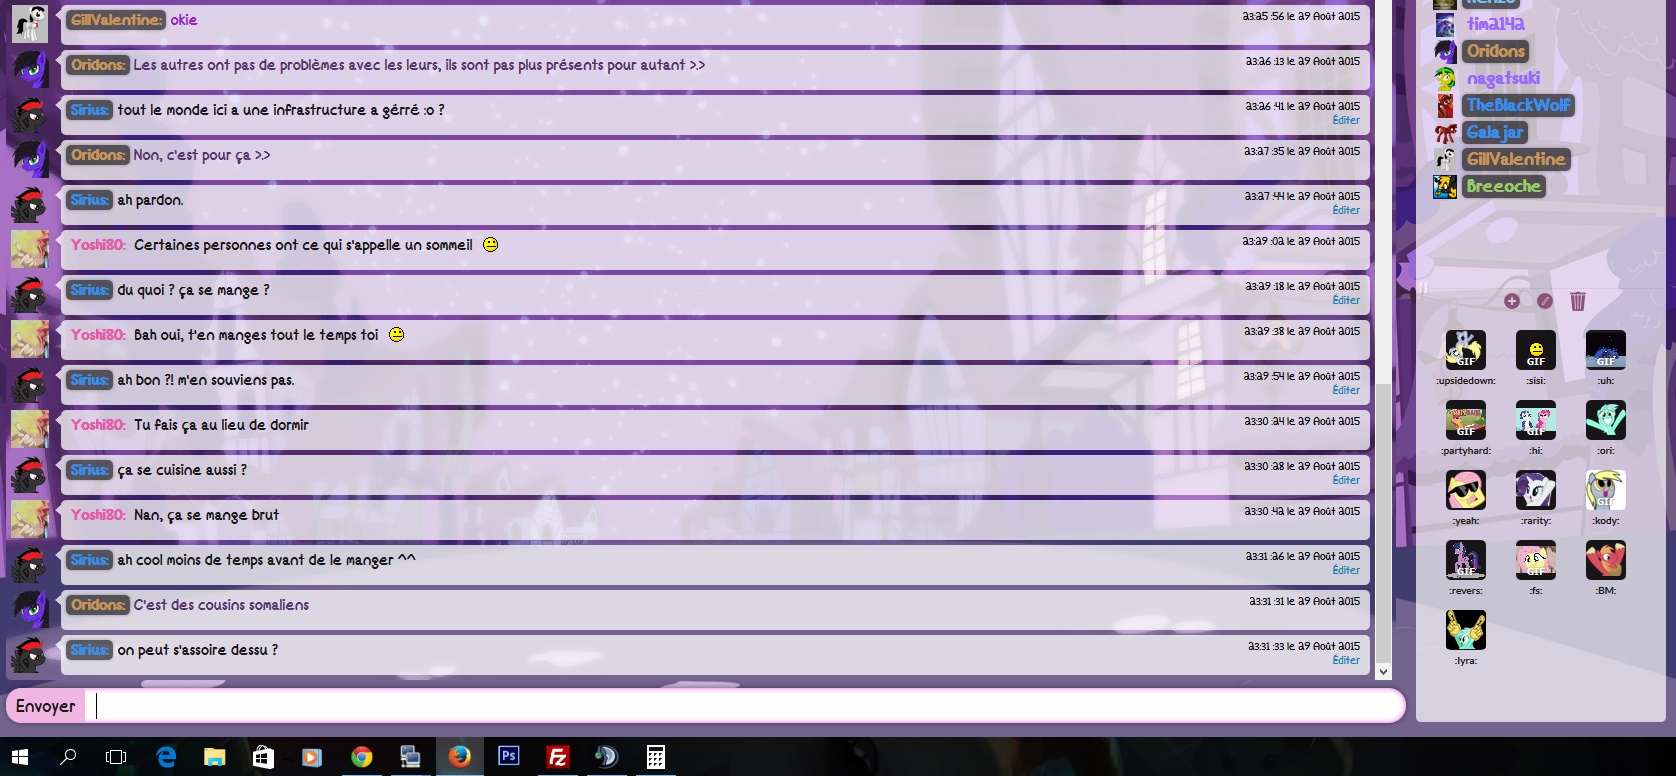 GillValentine: okie 23:25:56 le 29 Août 2015
Oridons: Les autres ont pas de problèmes avec les leurs, ils sont pas plus présents pour autant >.> 23:26:13 le 29 Août 2015
Sirius: tout le monde ici a une infrastructure a gérré :o ? 23:26:41 le 29 Août 2015
Éditer
Oridons: Non, c'est pour ça >.> 23:27:35 le 29 Août 2015
Sirius: ah pardon. 23:27:44 le 29 Août 2015
Éditer
Yoshi80: Certaines personnes ont ce qui s'appelle un sommeil 23:29:02 le 29 Août 2015
Sirius: du quoi ? ça se mange ? 23:29:18 le 29 Août 2015
Éditer
Yoshi80: Bah oui, t'en manges tout le temps toi 23:29:38 le 29 Août 2015
Sirius: ah bon ?! m'en souviens pas. 23:29:54 le 29 Août 2015
Éditer
Yoshi80: Tu fais ça au lieu de dormir 23:30:24 le 29 Août 2015
Sirius: ça se cuisine aussi ? 23:30:28 le 29 Août 2015
Éditer
Yoshi80: Nan, ça se mange brut 23:30:42 le 29 Août 2015
Sirius: ah cool moins de temps avant de le manger ^^ 23:31:26 le 29 Août 2015
Éditer
Oridons: C'est des cousins somaliens 23:31:31 le 29 Août 2015
Sirius: on peut s'assoire dessu ? 23:31:33 le 29 Août 2015
Éditer
Envoyer
tima14a
Oridons
nagatsuki
TheBlackWolf
Galajar
GillValentine
Breeoche
GIF GIF GIF
:upsidedown: :sisi: :uh:
GIF GIF
:partyhard: :hi: :ori:
GIF
:yeah: :rarity: :kody:
GIF GIF
:revers: :fs: :BM:
:lyra:
Ps
Fz